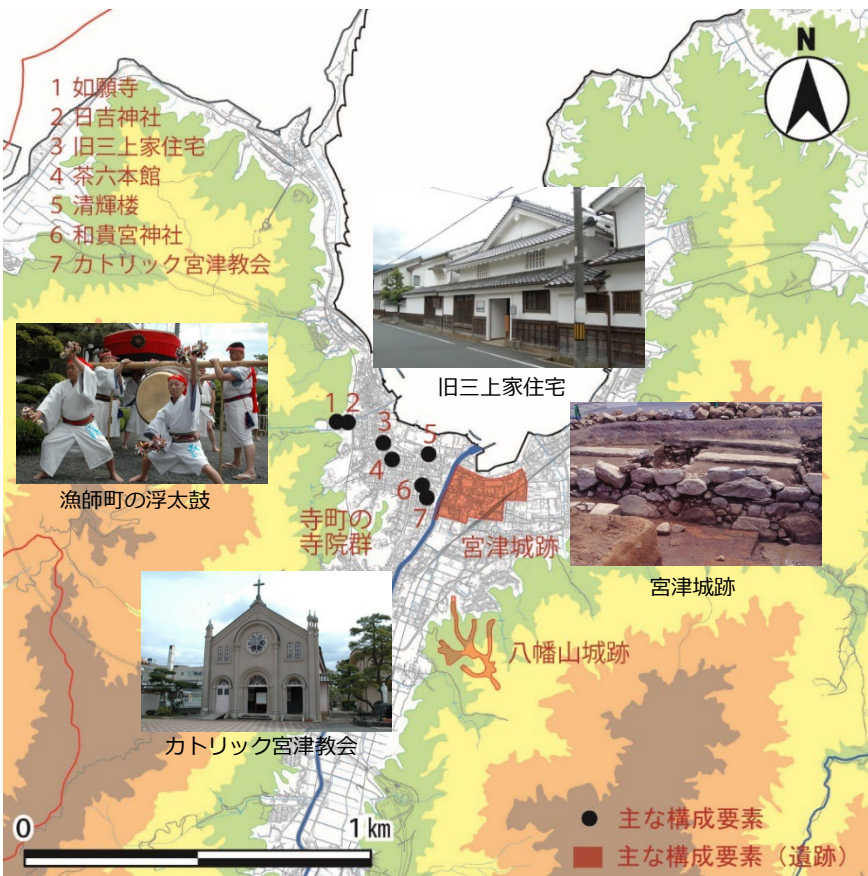 N
1 如願寺
2 日吉神社
3 旧三上家住宅
4 茶六本館
5 清輝楼
6 和貴宮神社
7 カトリック宮津教会
旧三上家住宅
漁師町の浮太鼓
1
2
3
4
5
6
7
寺町の
寺院群
宮津城跡
宮津城跡
八幡山城跡
カトリック宮津教会
0
1 km
主な構成要素
主な構成要素（遺跡）